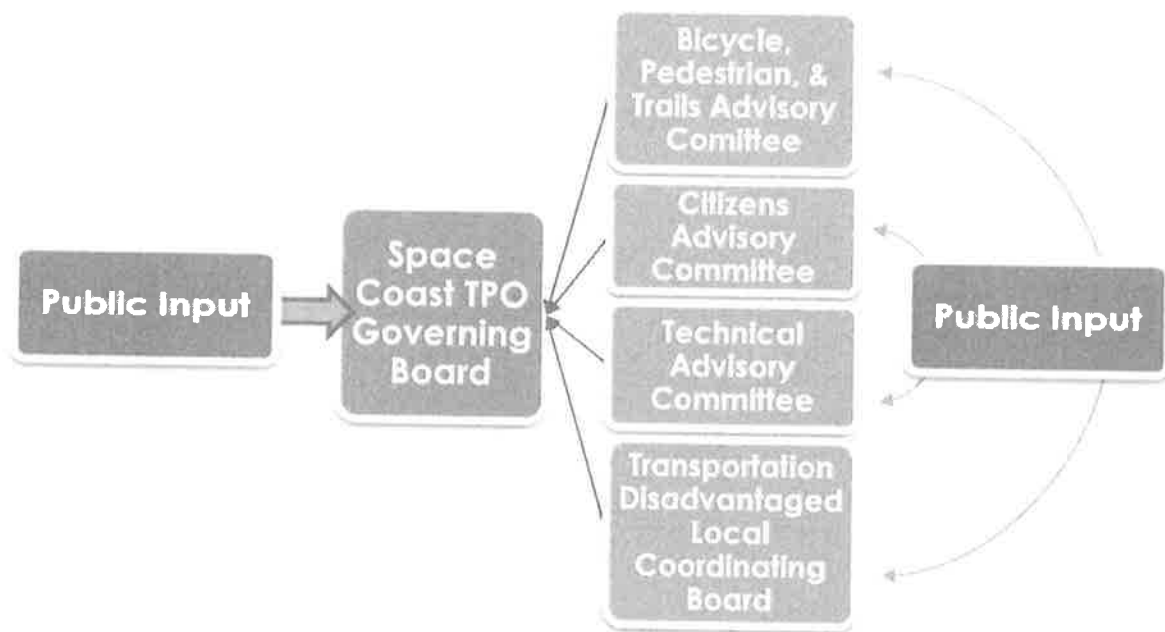 Public Input
Space
Coast TPO
Governing
Board
Bicycle,
Pedestrian, &
Trails Advisory
Comittee
Citizens
Advisory
Committee
Technical
Advisory
Committee
Transportation
Disadvantaged
Local
Coordinating
Board
Public Input